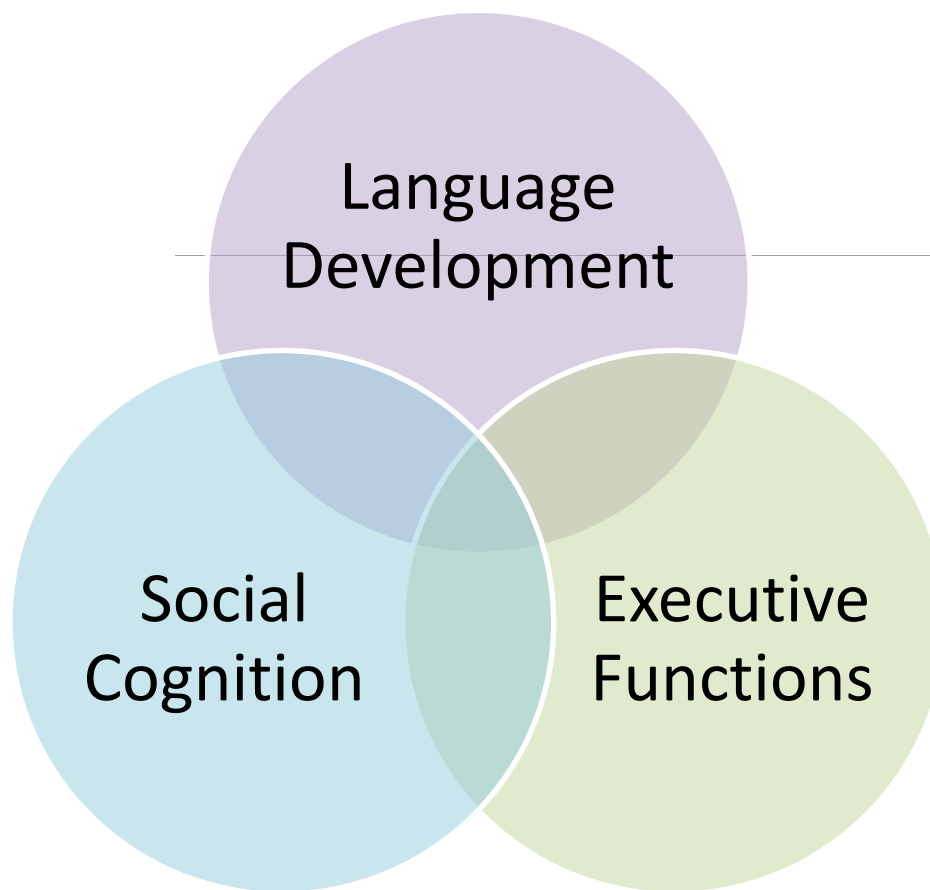 Language
Development
Social
Cognition
Executive
Functions